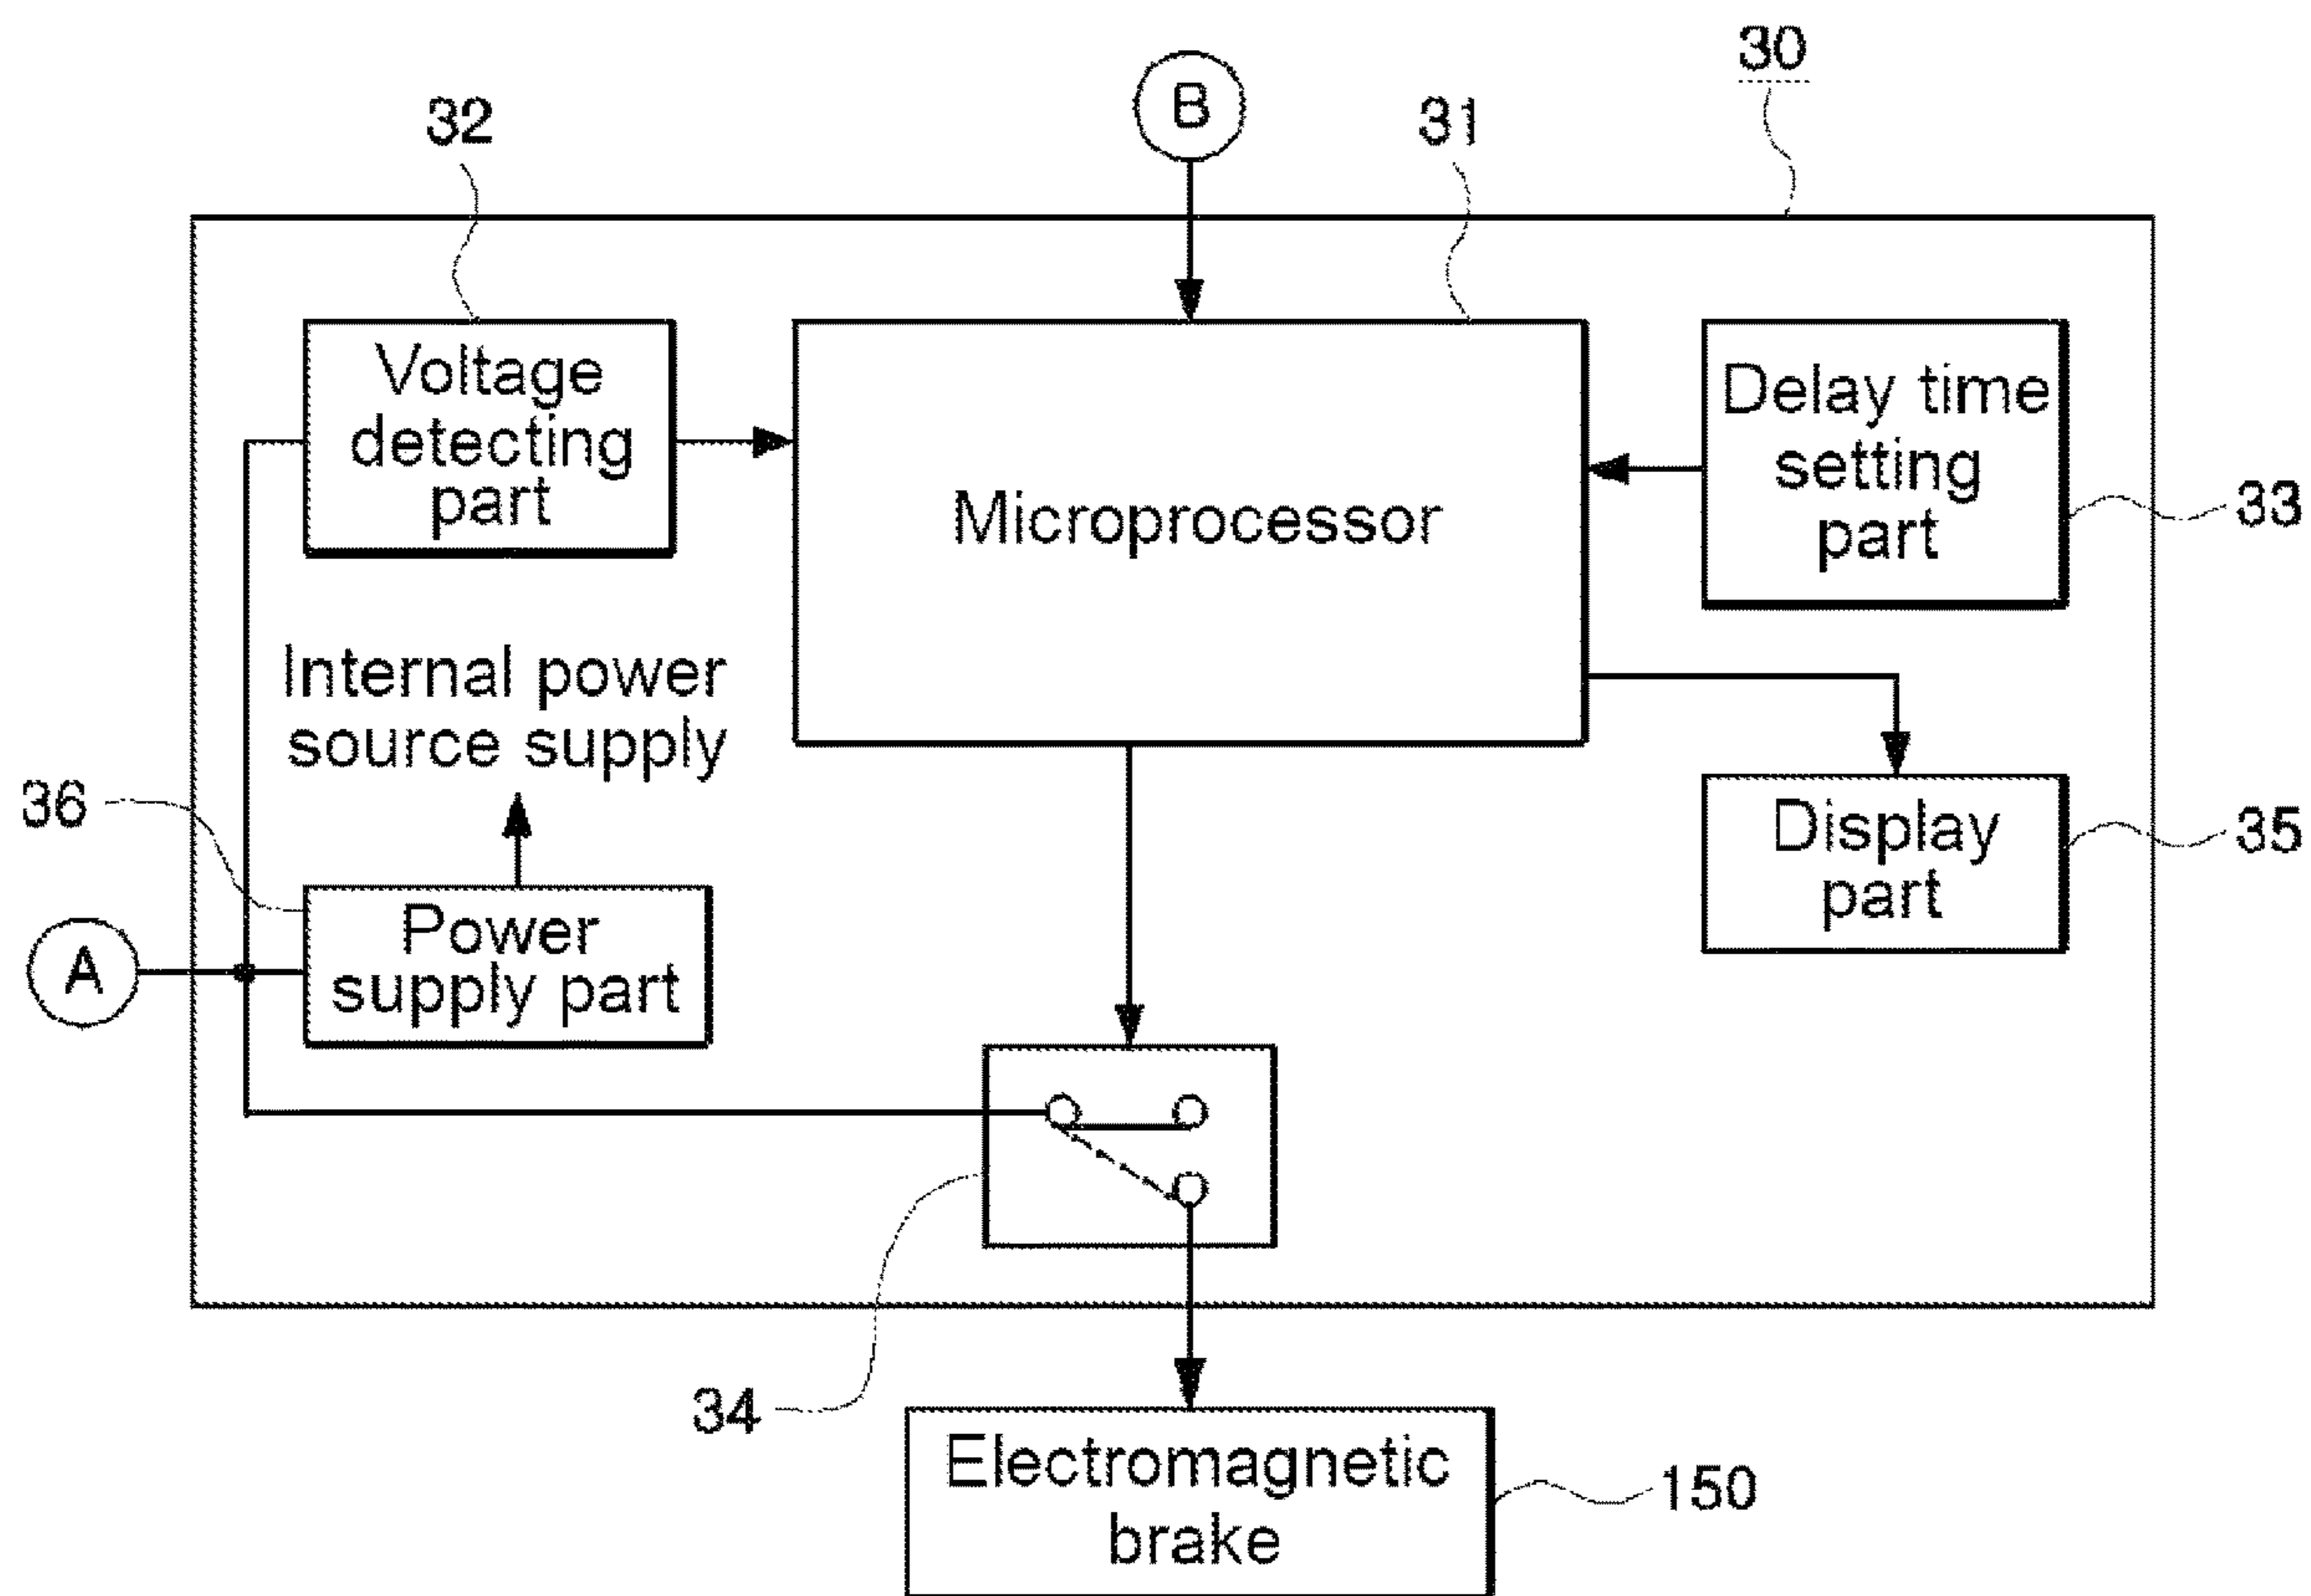 30
B
32
31
Voltage
detecting
part
Microprocessor
Delay time
setting
part
33
Internal power
source supply
36
Display
part
35
A
Power
supply part
34
Electromagnetic
brake
150